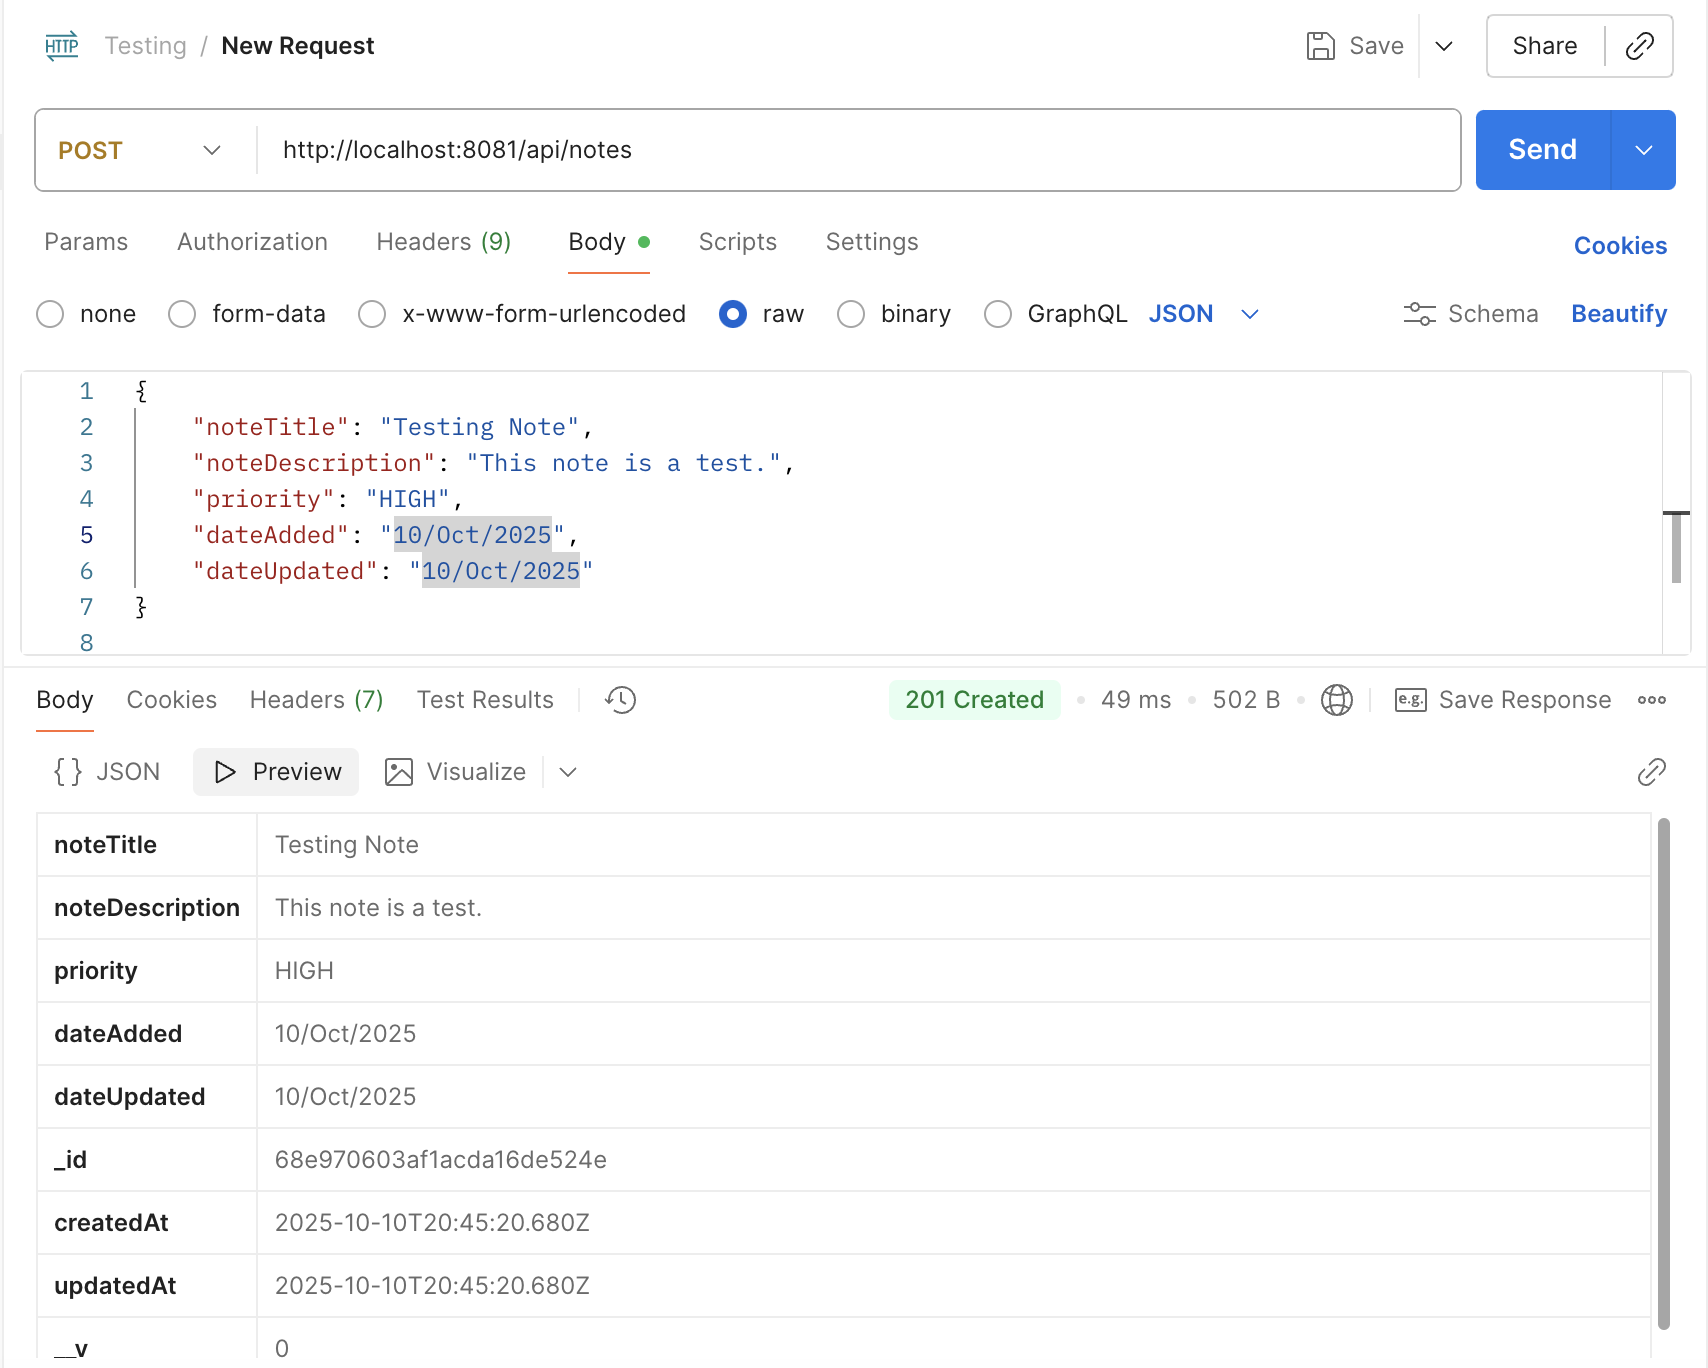 HTTP Testing / New Request Save Share
POST http://localhost:8081/api/notes Send
Params Authorization Headers (9) Body Scripts Settings Cookies
none form-data x-www-form-urlencoded raw binary GraphQL JSON Schema Beautify
1 {
2 "noteTitle": "Testing Note",
3 "noteDescription": "This note is a test.",
4 "priority": "HIGH",
5 "dateAdded": "10/Oct/2025",
6 "dateUpdated": "10/Oct/2025"
7 }
8
Body Cookies Headers (7) Test Results 201 Created 49 ms 502 B e.g. Save Response
{} JSON Preview Visualize
noteTitle Testing Note
noteDescription This note is a test.
priority HIGH
dateAdded 10/Oct/2025
dateUpdated 10/Oct/2025
_id 68e970603af1acda16de524e
createdAt 2025-10-10T20:45:20.680Z
updatedAt 2025-10-10T20:45:20.680Z
__v 0